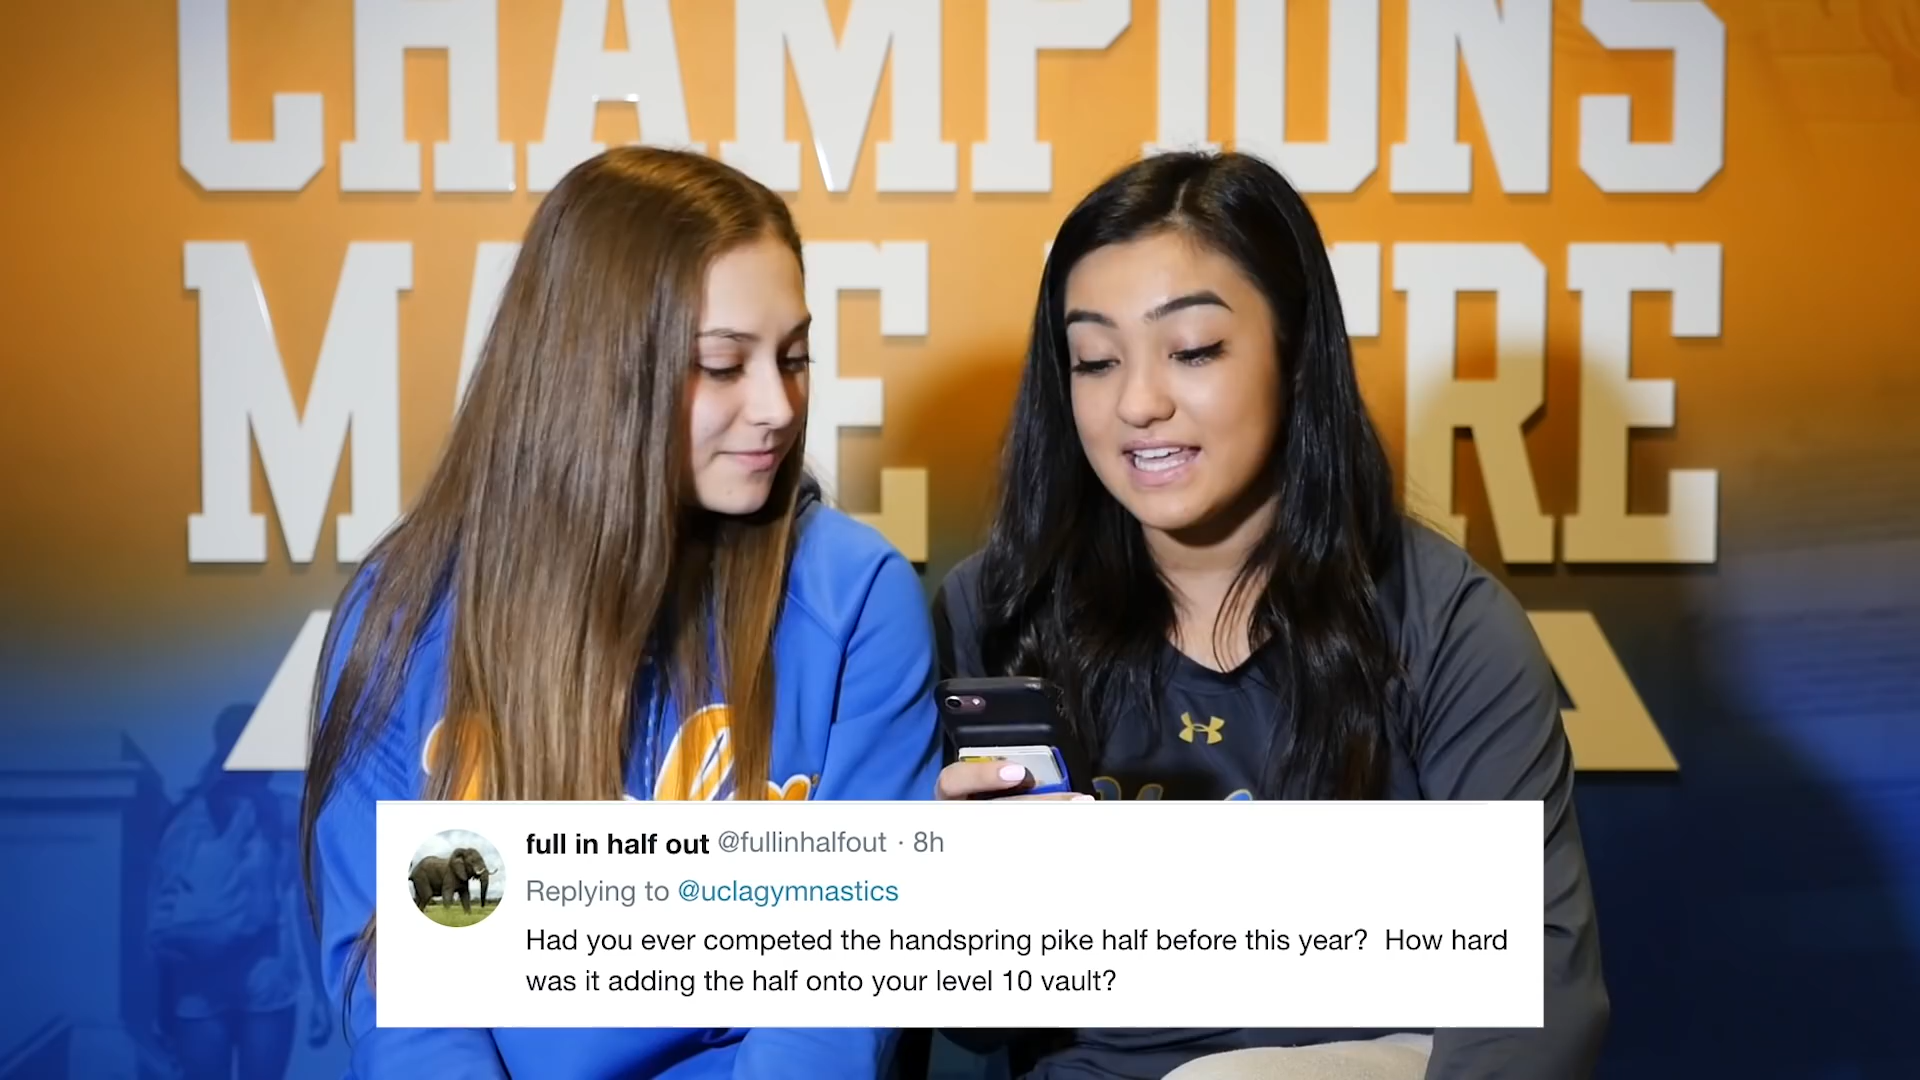 CHAMPIONS
full in half out @fullinhalfout · 8h
Replying to @uclagymnastics
Had you ever competed the handspring pike half before this year? How hard
was it adding the half onto your level 10 vault?